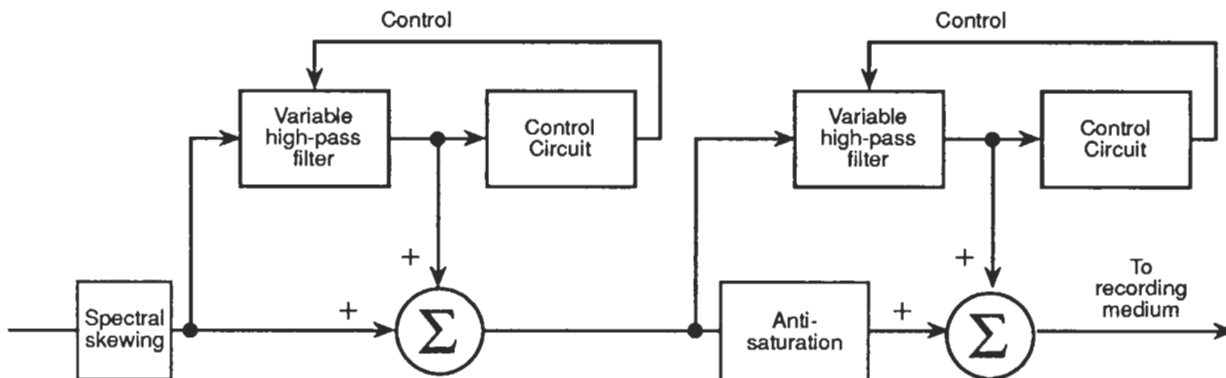 Control
Control
Variable
high-pass
filter
Control
Circuit
Variable
high-pass
filter
Control
Circuit
+
+
Spectral
skewing
+
Σ
Anti-
saturation
+
Σ
To
recording
medium